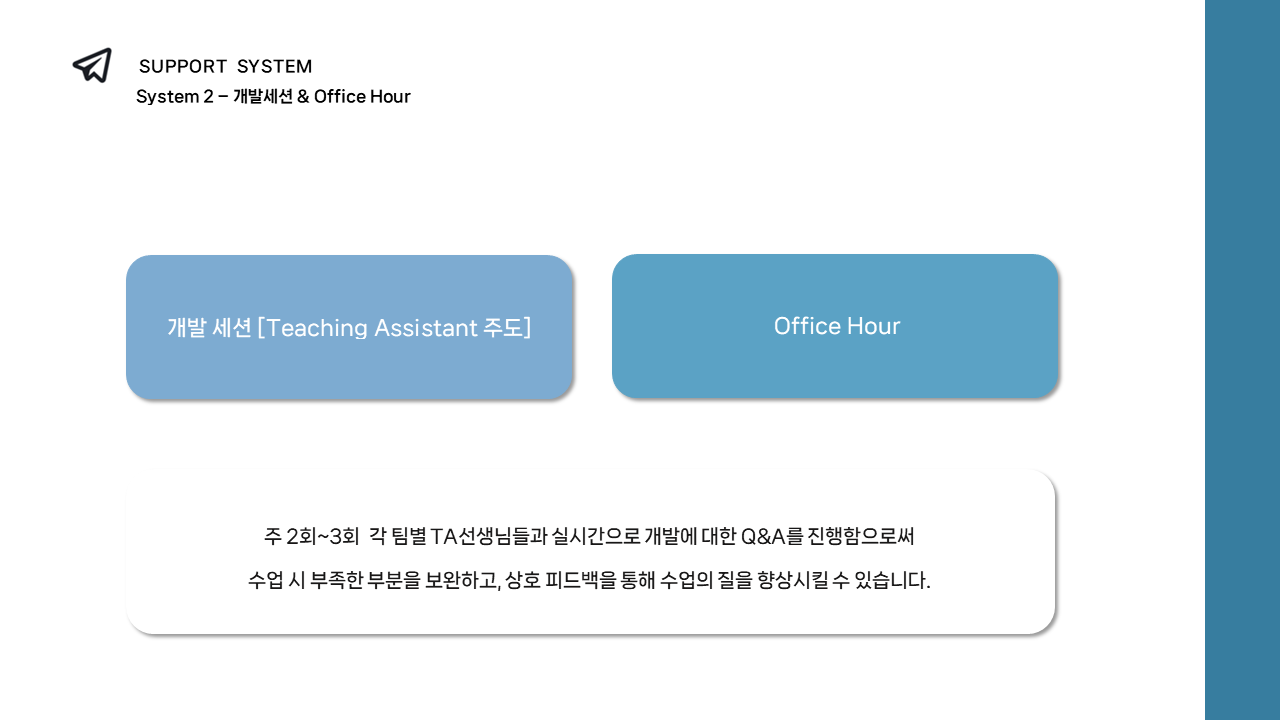 SUPPORT SYSTEM
System 2 – 개발세션 & Office Hour
개발 세션 [Teaching Assistant 주도]
Office Hour
주 2회~3회 각 팀별 TA선생님들과 실시간으로 개발에 대한 Q&A를 진행함으로써
수업 시 부족한 부분을 보완하고, 상호 피드백을 통해 수업의 질을 향상시킬 수 있습니다.